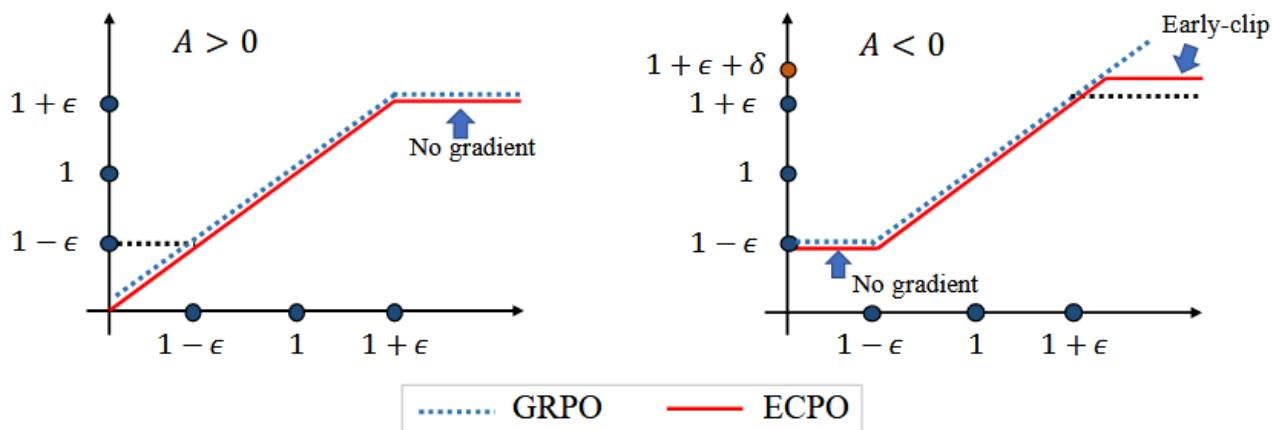 A > 0
1 + ϵ
1
1 − ϵ
No gradient
1 − ϵ
1
1 + ϵ
A < 0
Early-clip
1 + ϵ + δ
1 + ϵ
1
1 − ϵ
No gradient
1 − ϵ
1
1 + ϵ
GRPO
ECPO